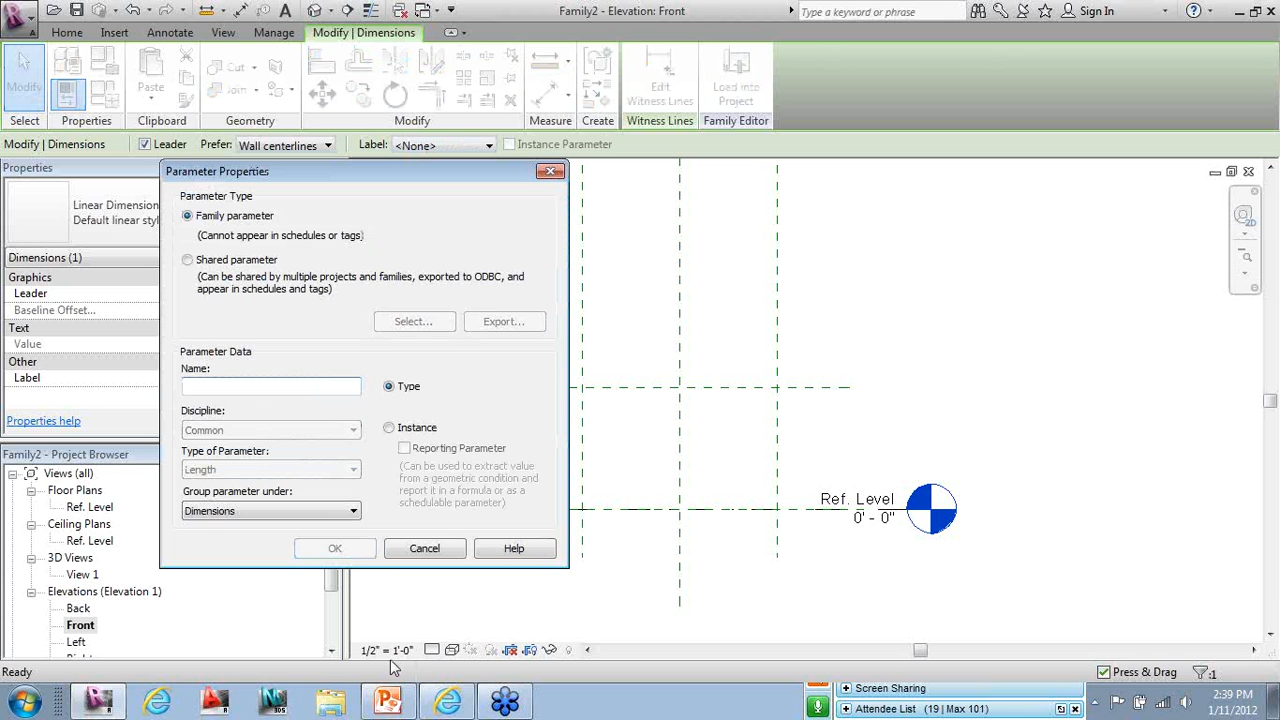 Family2 - Elevation: Front
Type a keyword or phrase
Sign In
Home Insert Annotate View Manage Modify | Dimensions
Modify
Paste
Cut
Join
Edit
Witness Lines
Load into
Project
Select Properties Clipboard Geometry Modify Measure Create Witness Lines Family Editor
Modify | Dimensions Leader Prefer: Wall centerlines Label: <None> Instance Parameter
Properties
Linear Dimension
Default linear styl
Dimensions (1)
Graphics
Leader
Baseline Offset...
Text
Value
Other
Label
Properties help
Family2 - Project Browser
Views (all)
Floor Plans
Ref. Level
Ceiling Plans
Ref. Level
3D Views
View 1
Elevations (Elevation 1)
Back
Front
Left
Parameter Properties
Parameter Type
Family parameter
(Cannot appear in schedules or tags)
Shared parameter
(Can be shared by multiple projects and families, exported to ODBC, and
appear in schedules and tags)
Select... Export...
Parameter Data
Name:
Type
Discipline:
Common
Instance
Reporting Parameter
(Can be used to extract value
from a geometric condition and
report it in a formula or as a
schedulable parameter)
Type of Parameter:
Length
Group parameter under:
Dimensions
OK Cancel Help
2D
Ref. Level
0' - 0"
1/2" = 1'-0"
Ready
Press & Drag
:1
Screen Sharing
Attendee List (19 | Max 101)
2:39 PM
1/11/2012